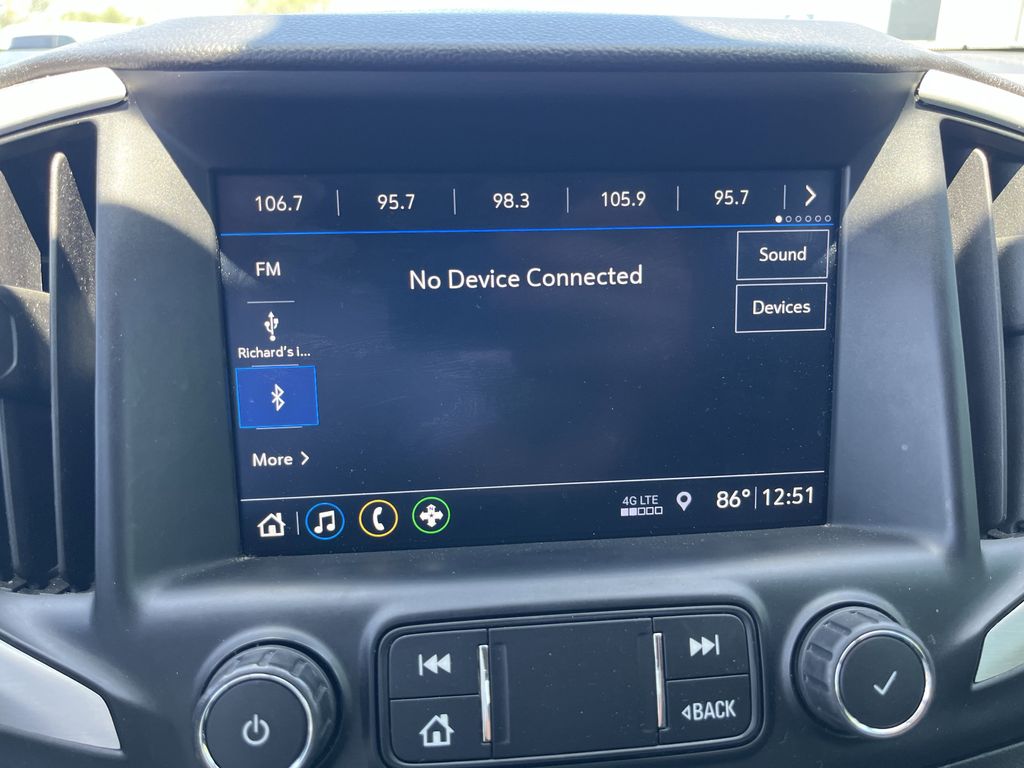 106.7 95.7 98.3 105.9 95.7
FM
No Device Connected
Sound
Devices
Richard's i...
More
4G LTE
86° 12:51
BACK